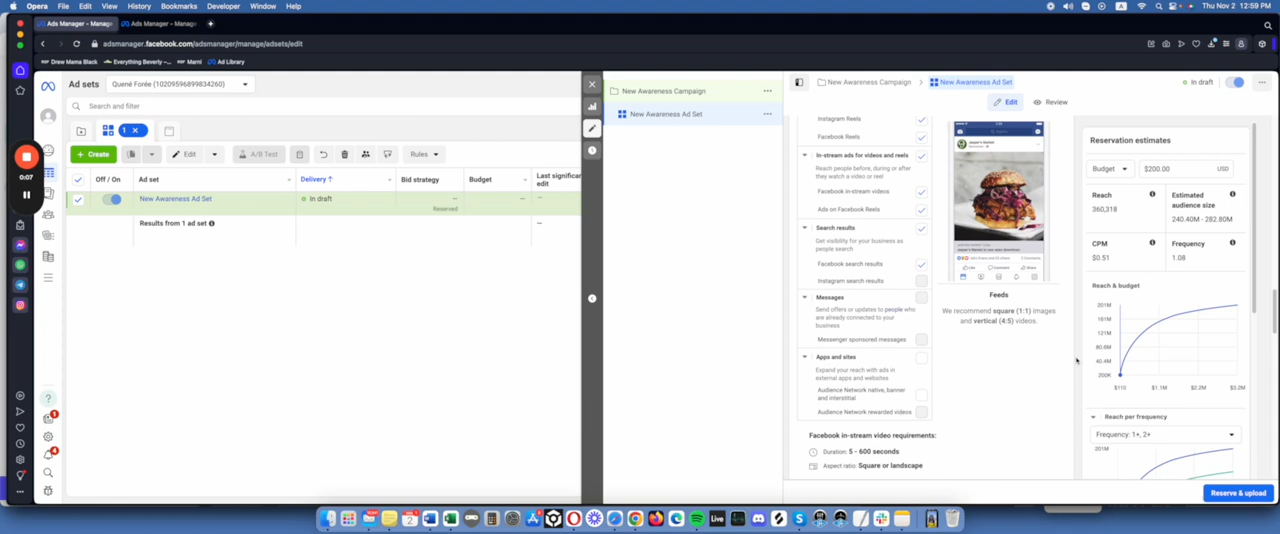 Opera File Edit View History Bookmarks Developer Window Help
Thu Nov 2 12:59 PM
Ads Manager - Manage
Ads Manager - Manage
adsmanager.facebook.com/adsmanager/manage/adsets/edit
Drew Mama Black
Everything Beverly –...
Marni
Ad Library
0:07
Ad sets
Quené Forée (1020959689983​4260)
Search and filter
1
+ Create
Edit
A/B Test
Rules
Off / On
Ad set
Delivery ↑
Bid strategy
Budget
Last significant edit
New Awareness Ad Set
In draft
Reserved
Results from 1 ad set
New Awareness Campaign
New Awareness Ad Set
New Awareness Campaign
New Awareness Ad Set
In draft
Edit
Review
Instagram Reels
Facebook Reels
In-stream ads for videos and reels
Reach people before, during or after
they watch a video or reel
Facebook in-stream videos
Ads on Facebook Reels
Search results
Get visibility for your business as
people search
Facebook search results
Instagram search results
Messages
Send offers or updates to people who
are already connected to your
business
Messenger sponsored messages
Apps and sites
Expand your reach with ads in
external apps and websites
Audience Network native, banner
and interstitial
Audience Network rewarded videos
Facebook in-stream video requirements:
Duration: 5 - 600 seconds
Aspect ratio: Square or landscape
Like
Comment
Share
Feeds
We recommend square (1:1) images
and vertical (4:5) videos.
Reservation estimates
Budget
$200.00
USD
Reach
360,318
Estimated
audience size
240.40M - 282.80M
CPM
$0.51
Frequency
1.08
Reach & budget
201M
161M
121M
80.6M
40.4M
200K
$110
$1.1M
$2.2M
$3.2M
Reach per frequency
Frequency: 1+, 2+
201M
Reserve & upload
1
4
Live